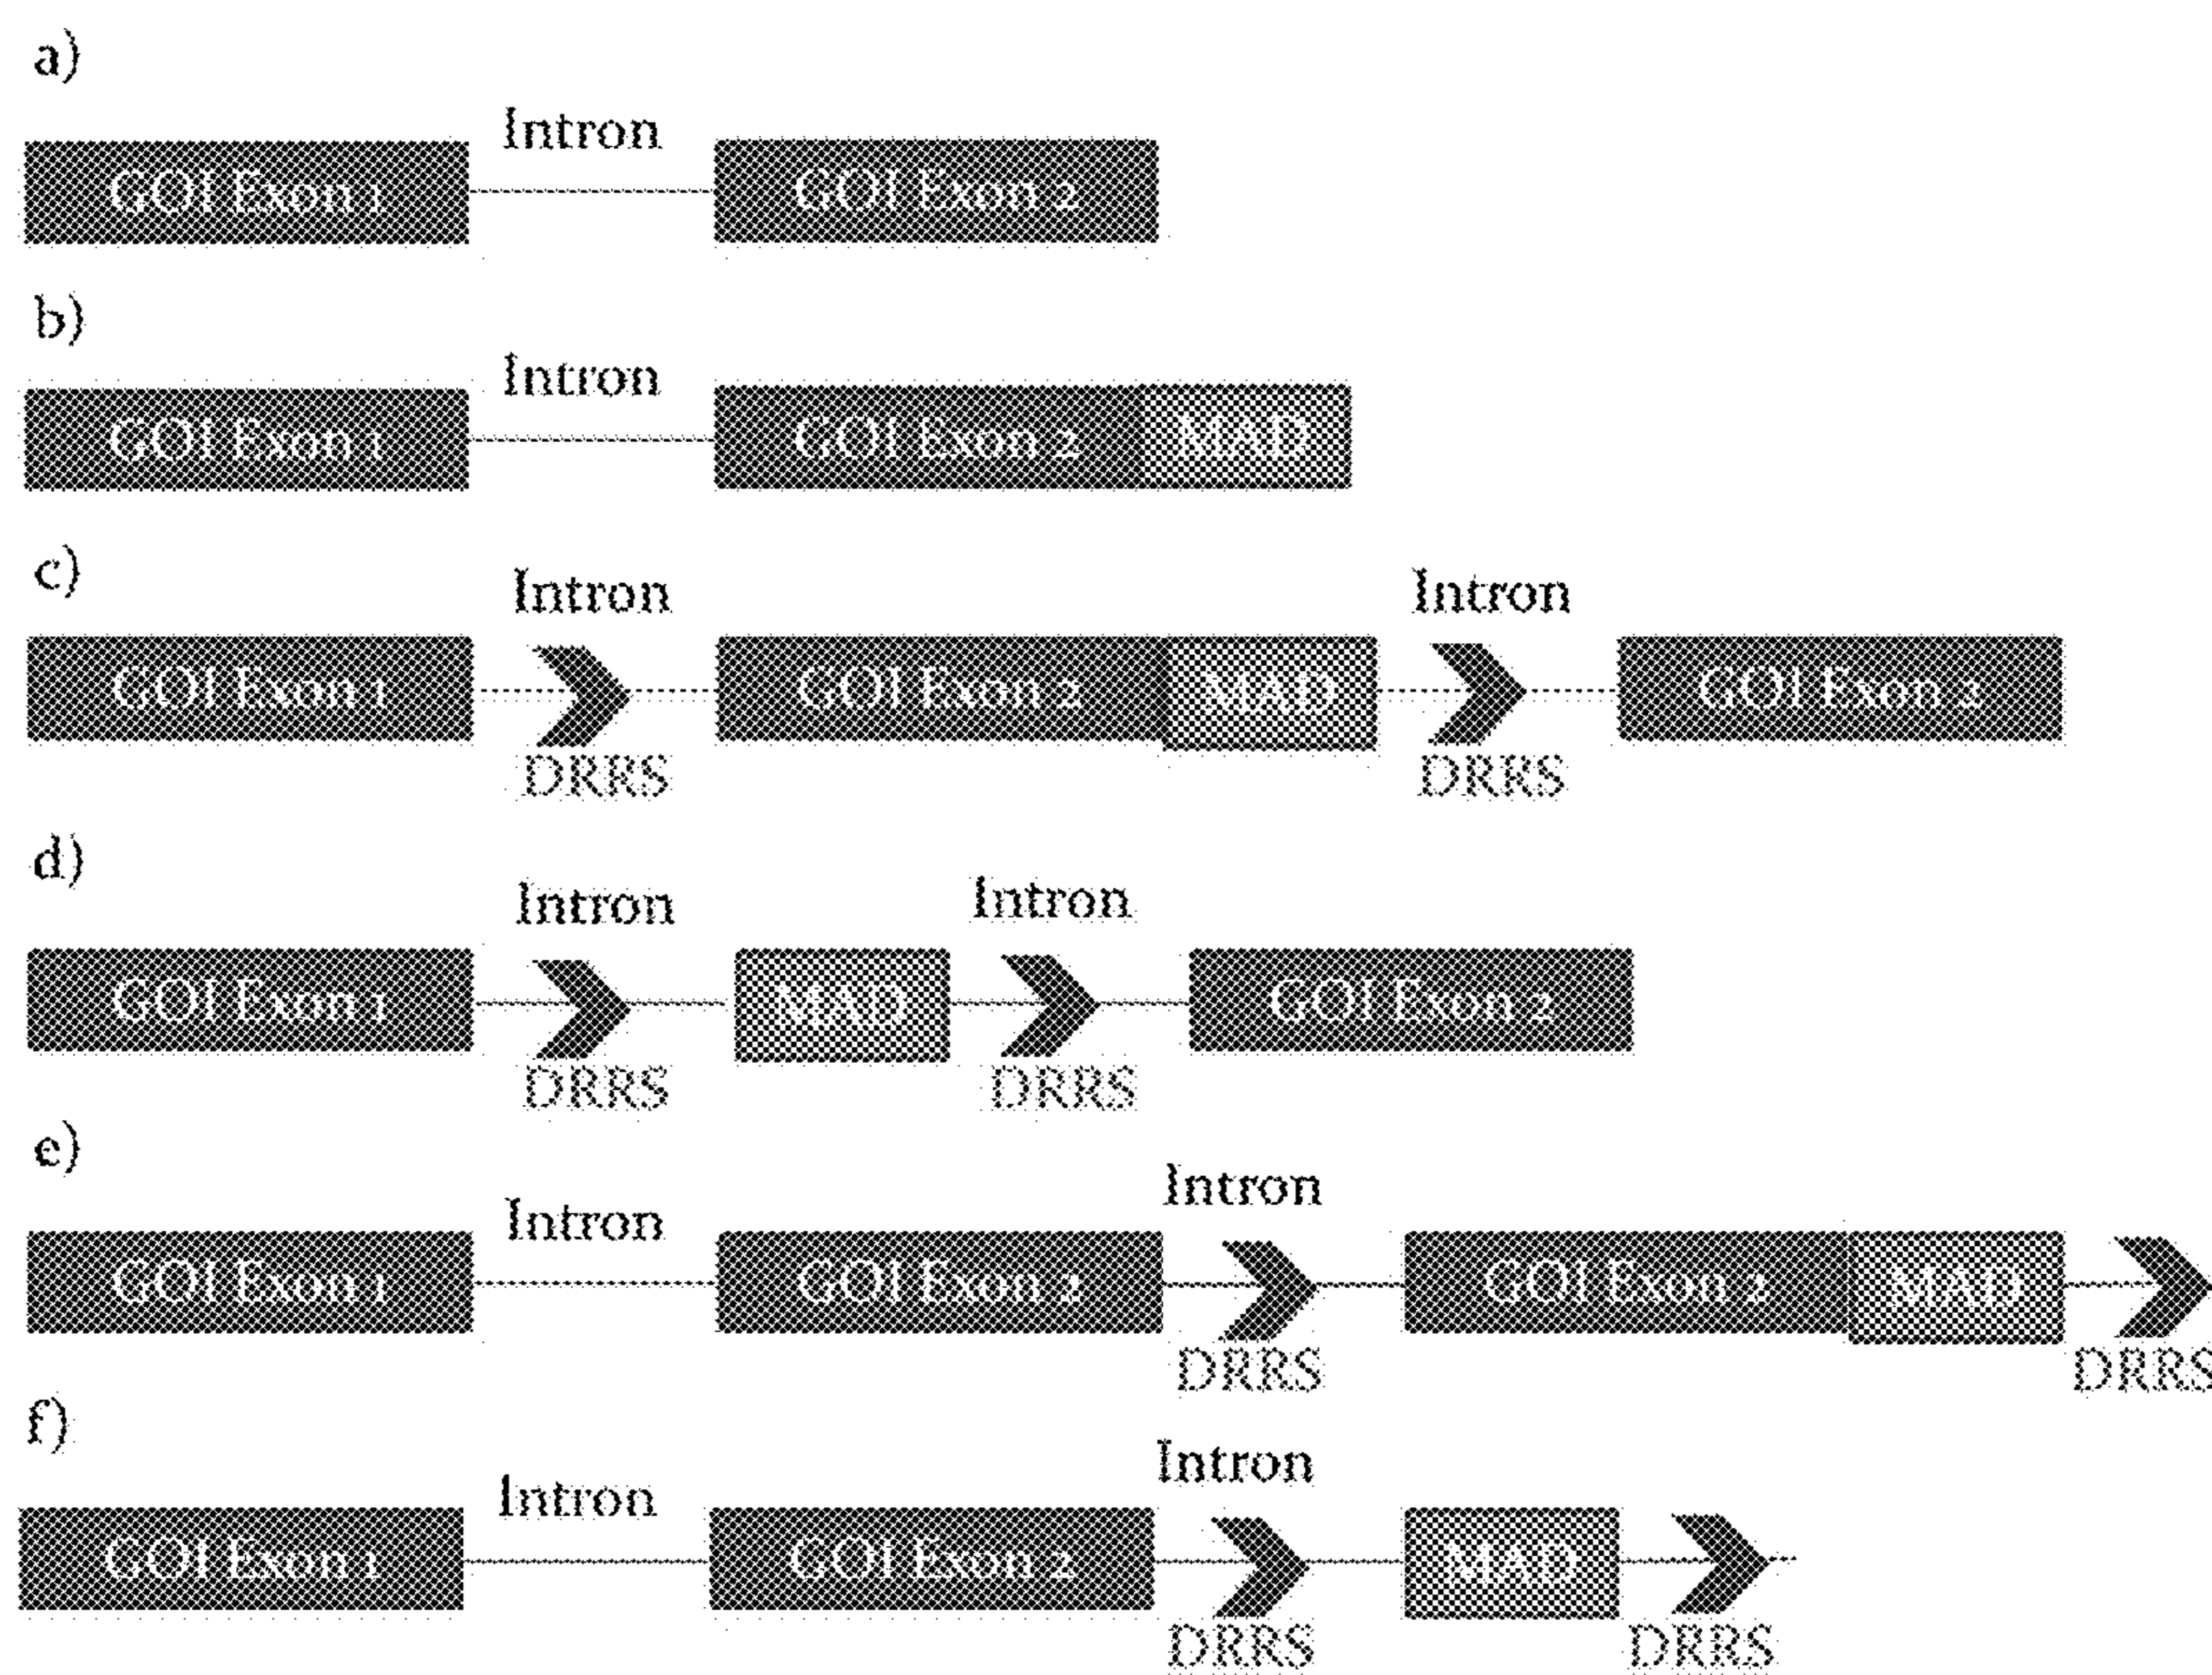 a)
Intron
GOI Exon 1 GOI Exon 2
b)
Intron
GOI Exon 1 GOI Exon 2 MAD
c)
Intron Intron
GOI Exon 1 GOI Exon 2 MAD GOI Exon 2
DRRS DRRS
d)
Intron Intron
GOI Exon 1 MAD GOI Exon 2
DRRS DRRS
e)
Intron Intron
GOI Exon 1 GOI Exon 2 GOI Exon 2 MAD
DRRS DRRS
f)
Intron Intron
GOI Exon 1 GOI Exon 2 MAD
DRRS DRRS